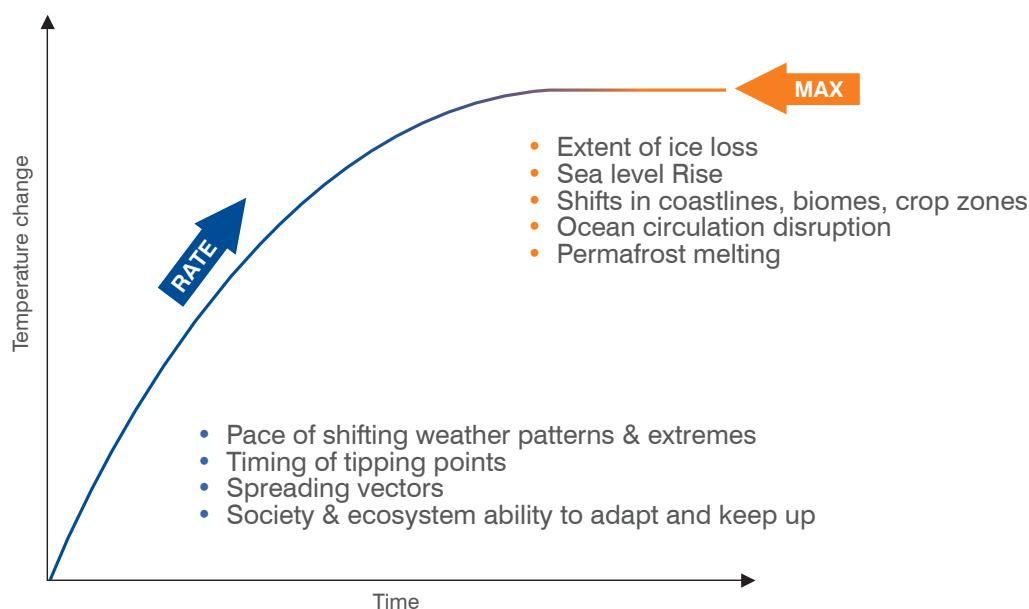 MAX
• Extent of ice loss
• Sea level Rise
• Shifts in coastlines, biomes, crop zones
• Ocean circulation disruption
• Permafrost melting
Temperature change
RATE
• Pace of shifting weather patterns & extremes
• Timing of tipping points
• Spreading vectors
• Society & ecosystem ability to adapt and keep up
Time